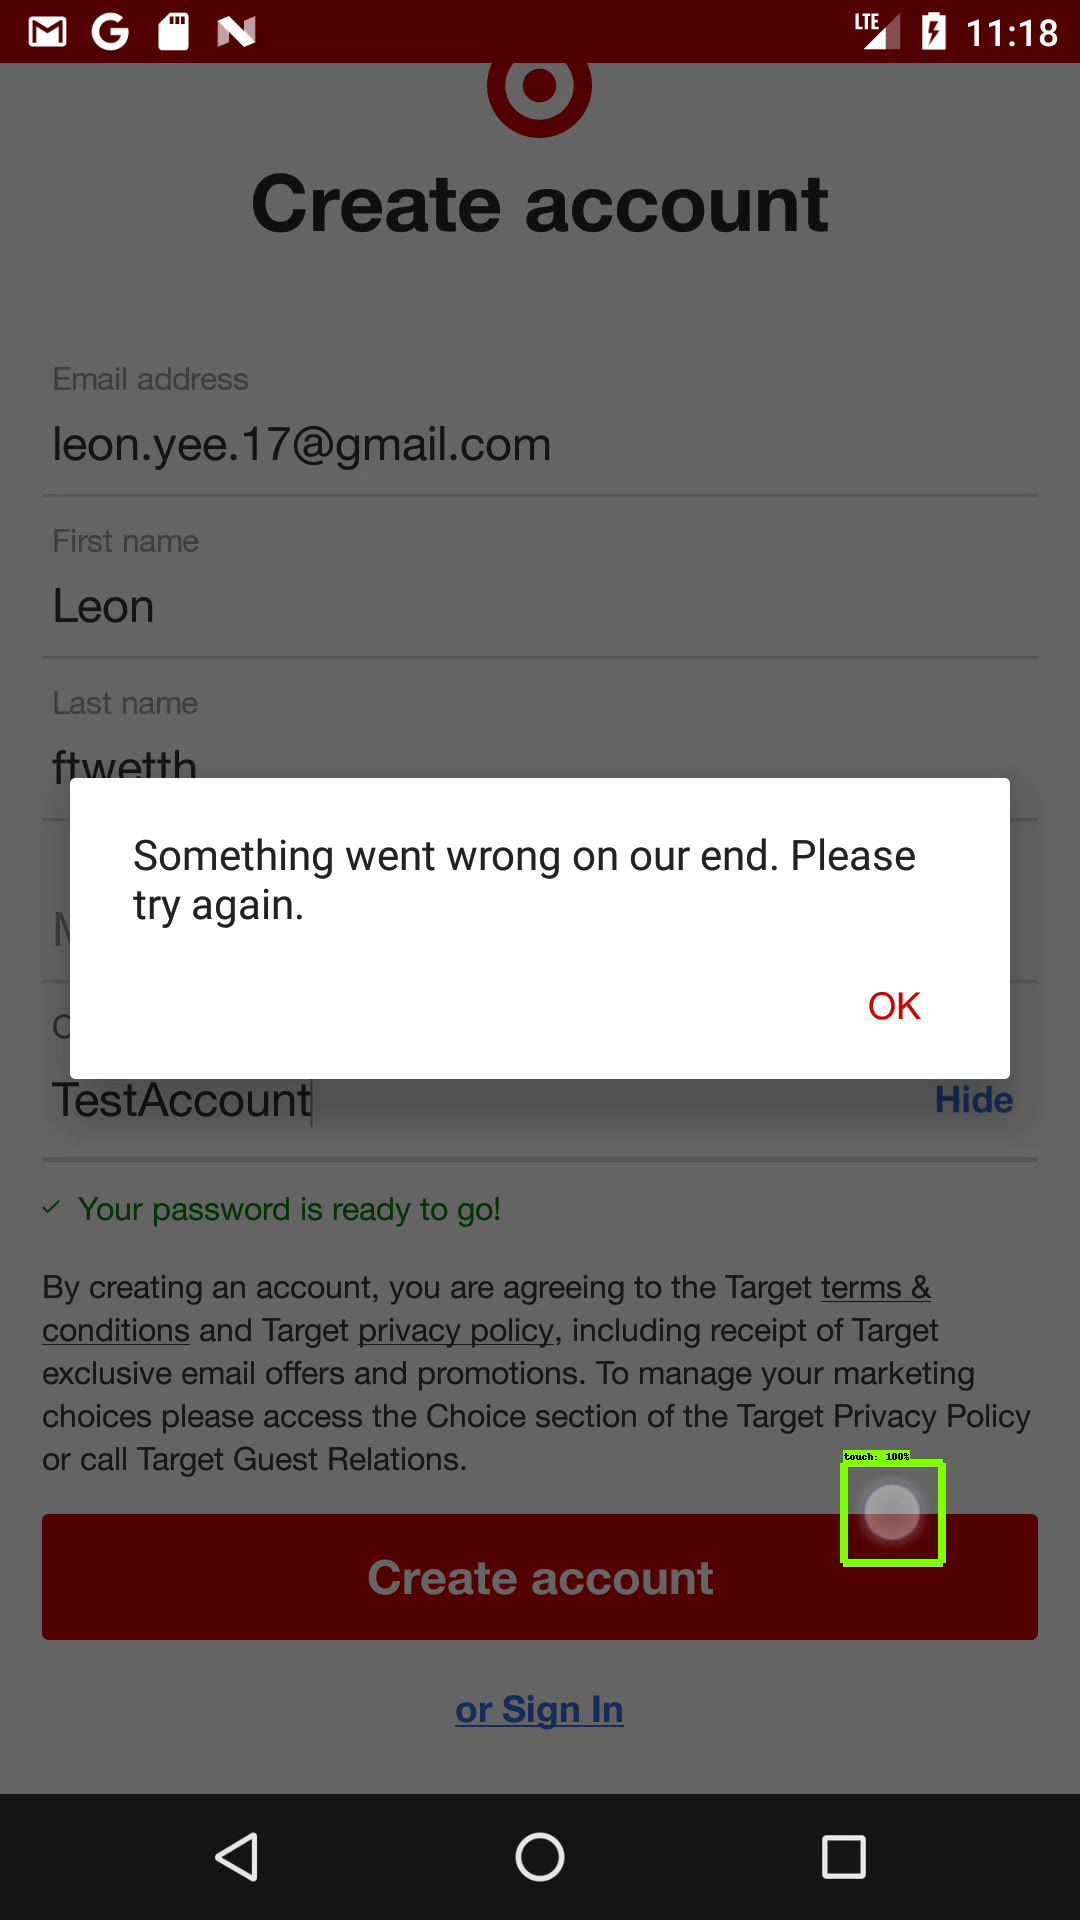 LTE 11:18
Create account
Email address
leon.yee.17@gmail.com
First name
Leon
Last name
ftwetth
Something went wrong on our end. Please
try again.
OK
TestAccount
Hide
Your password is ready to go!
By creating an account, you are agreeing to the Target terms &
conditions and Target privacy policy, including receipt of Target
exclusive email offers and promotions. To manage your marketing
choices please access the Choice section of the Target Privacy Policy
or call Target Guest Relations.
touch: 100%
Create account
or Sign In